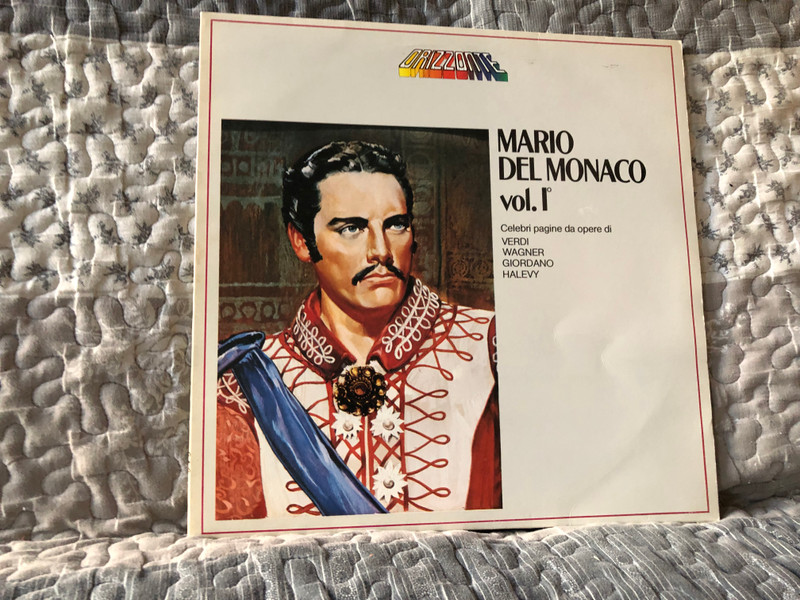 ORIZZONTE
MARIO
DEL MONACO
vol. I°
Celebri pagine da opere di
VERDI
WAGNER
GIORDANO
HALEVY